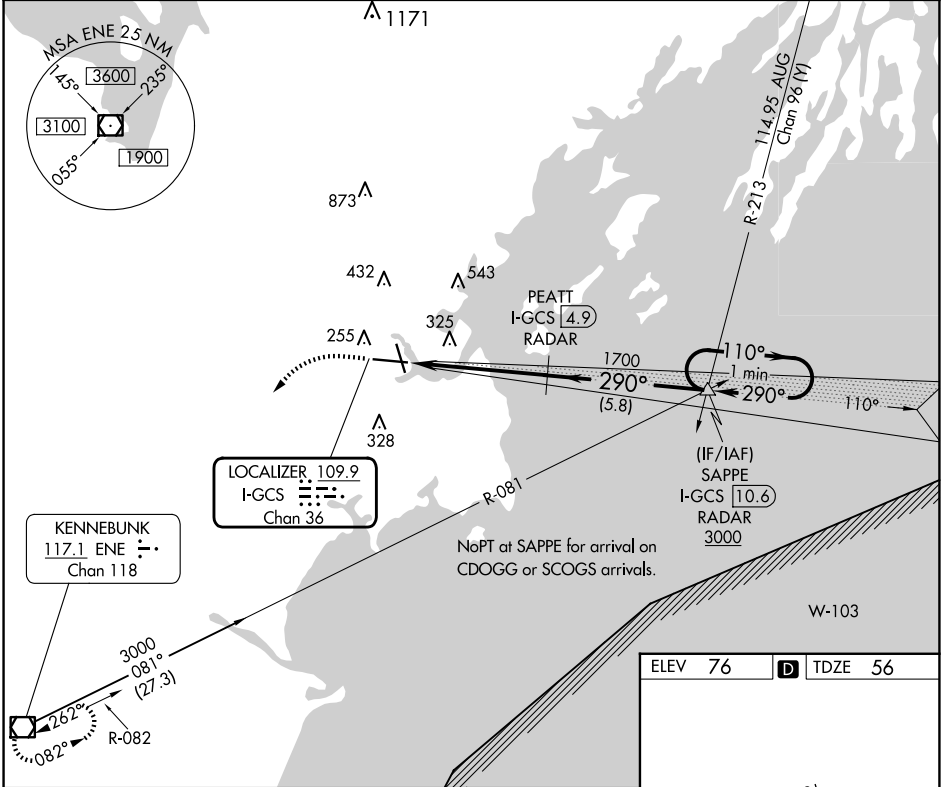 1171
MSA ENE 25 NM
145°
3600
235°
3100
1900
055°
114.95 AUG
Chan 96 (Y)
R-213
873
432
543
PEATT
I-GCS 4.9
RADAR
255
325
1700
290°
(5.8)
110°
1 min
290°
110°
328
(IF/IAF)
SAPPE
I-GCS 10.6
RADAR
3000
LOCALIZER 109.9
I-GCS
Chan 36
R-081
KENNEBUNK
117.1 ENE
Chan 118
NoPT at SAPPE for arrival on
CDOGG or SCOGS arrivals.
W-103
3000
081°
(27.3)
262°
082°
R-082
ELEV 76 D TDZE 56